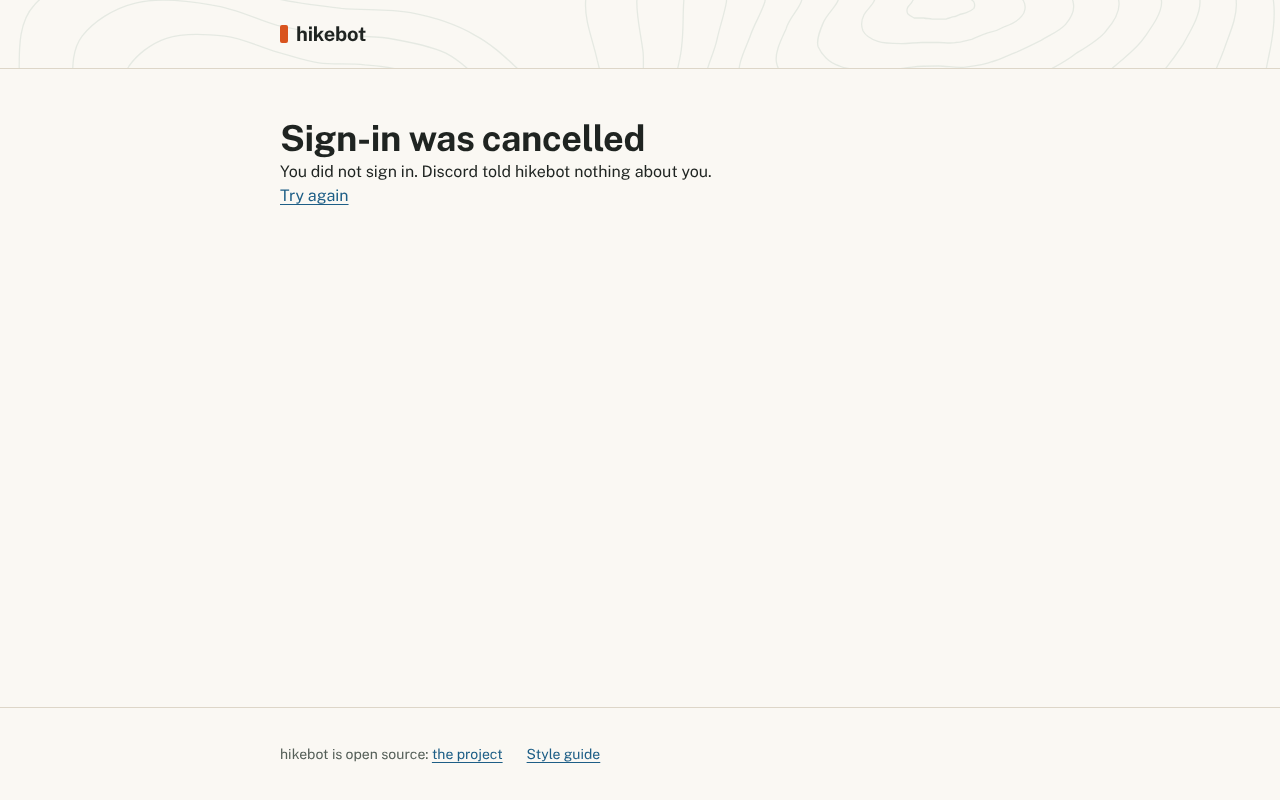 hikebot
Sign-in was cancelled
You did not sign in. Discord told hikebot nothing about you.
Try again
hikebot is open source: the project Style guide